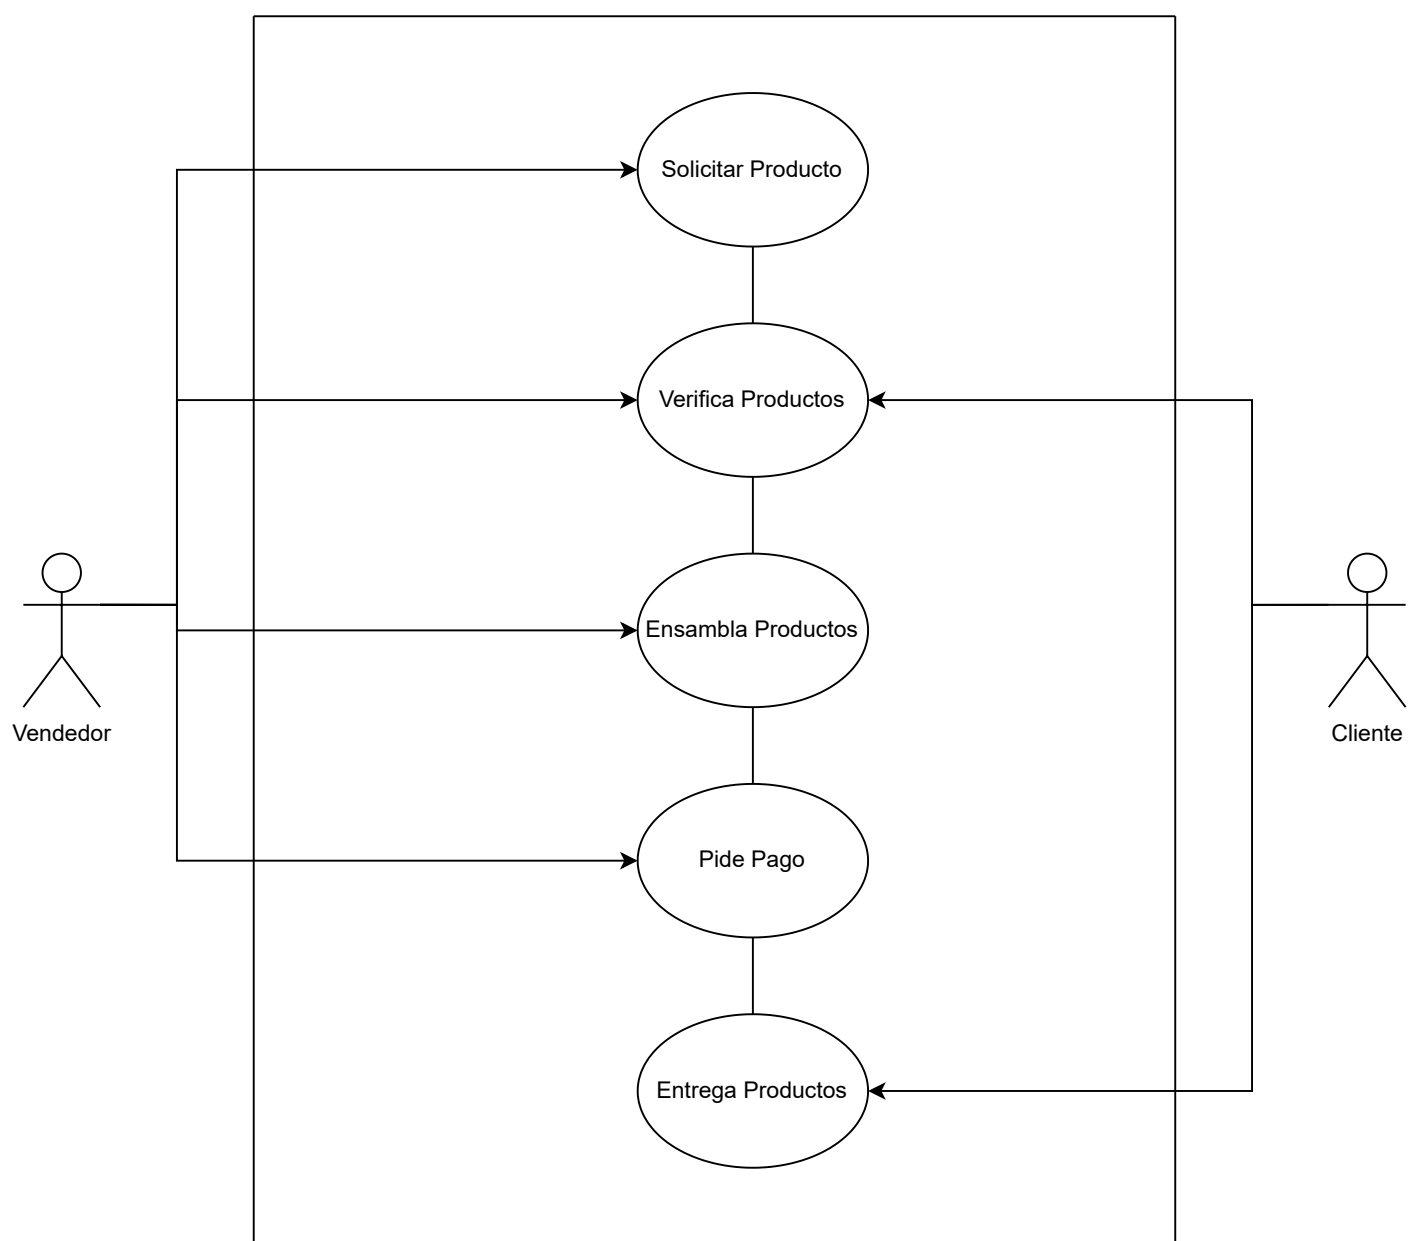 Solicitar Producto
Verifica Productos
Ensambla Productos
Vendedor
Cliente
Pide Pago
Entrega Productos